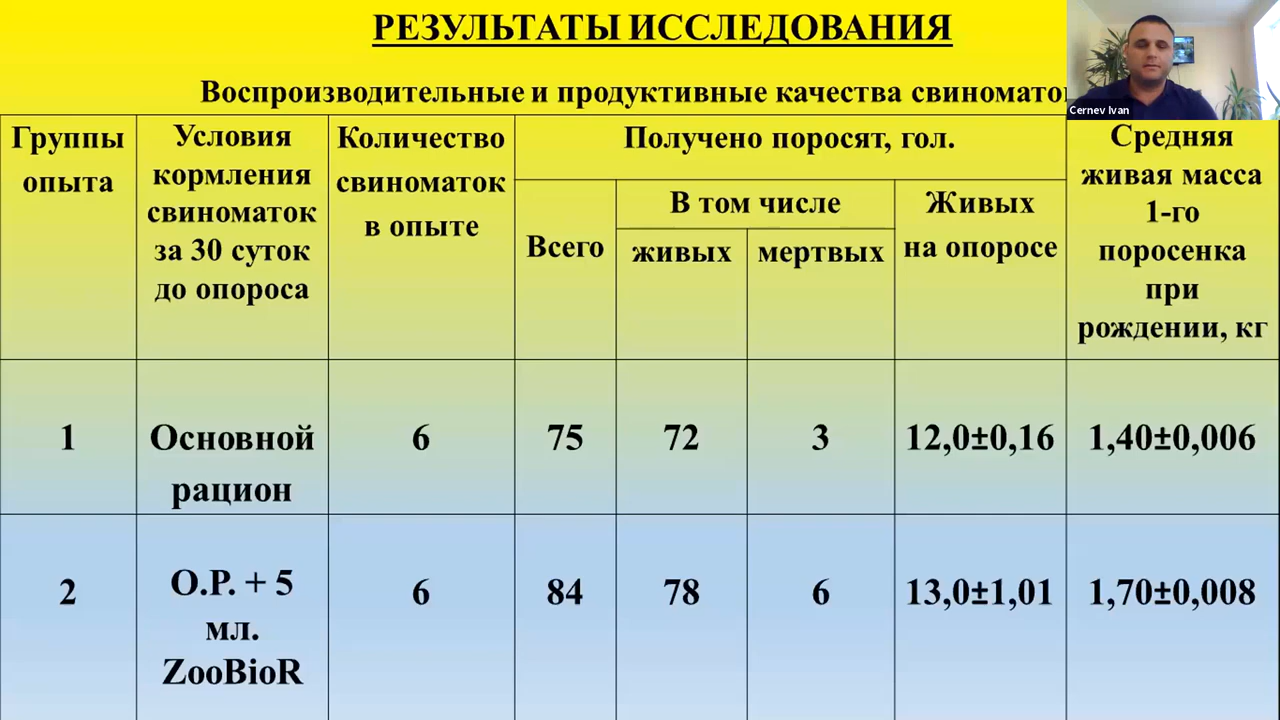 РЕЗУЛЬТАТЫ ИССЛЕДОВАНИЯ
Воспроизводительные и продуктивные качества
Cernev Ivan
Группы
опыта
Условия
кормления
свиноматок
за 30 суток
до опороса
Количество
свиноматок
в опыте
Получено поросят, гол.
Всего
В том числе
живых
мертвых
Живых
на опоросе
Средняя
живая масса
1-го
поросенка
при
рождении, кг
1
Основной
рацион
6
75
72
3
12,0±0,16
1,40±0,006
2
О.Р. + 5
мл.
ZooBioR
6
84
78
6
13,0±1,01
1,70±0,008